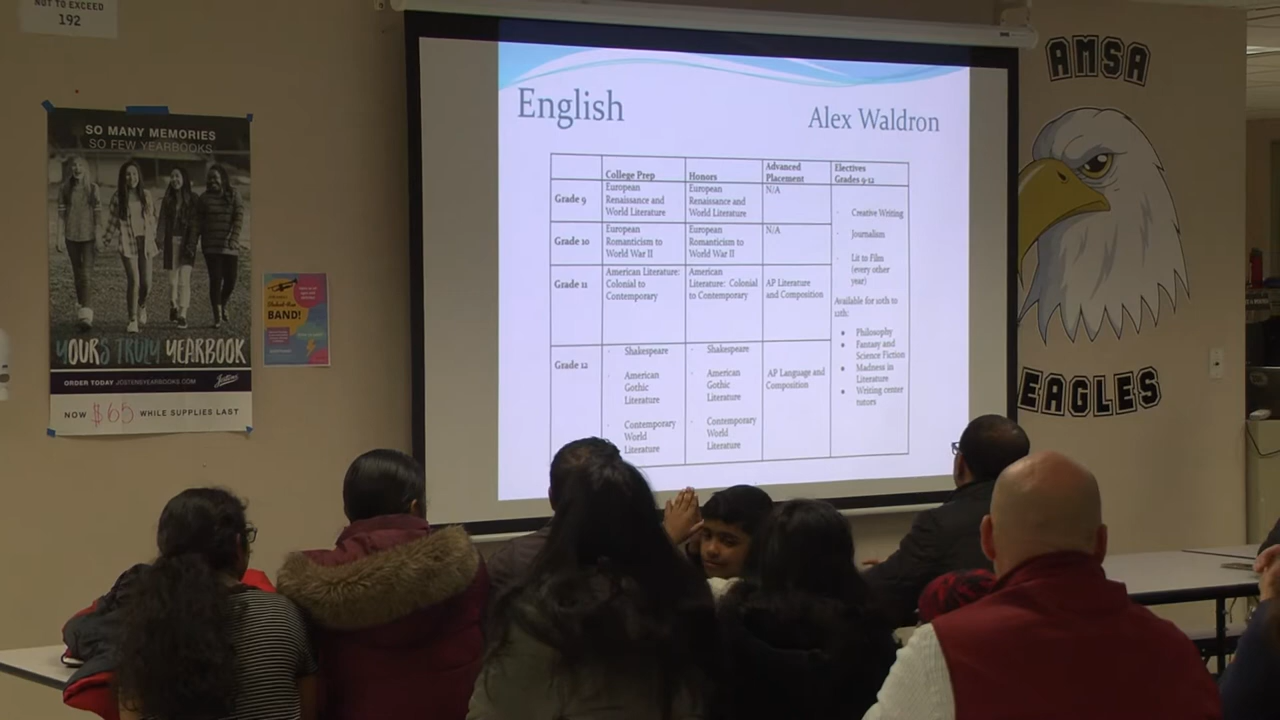 NOT TO EXCEED
192
SO MANY MEMORIES
SO FEW YEARBOOKS
YOURS TRULY YEARBOOK
ORDER TODAY JOSTENSYEARBOOKS.COM
Jostens
NOW $65 WHILE SUPPLIES LAST
BAND!
English
Alex Waldron
College Prep
Honors
Advanced
Placement
Electives
Grades 9-12
Grade 9
European
Renaissance and
World Literature
European
Renaissance and
World Literature
N/A
Grade 10
European
Romanticism to
World War II
European
Romanticism to
World War II
N/A
Grade 11
American Literature:
Colonial to
Contemporary
American
Literature: Colonial
to Contemporary
AP Literature
and Composition
Grade 12
Shakespeare
American
Gothic
Literature
Contemporary
World
Literature
Shakespeare
American
Gothic
Literature
Contemporary
World
Literature
AP Language and
Composition
Creative Writing
Journalism
Lit to Film
(every other
year)
Available for 10th to
12th:
Philosophy
Fantasy and
Science Fiction
Madness in
Literature
Writing center
tutors
AMSA
EAGLES